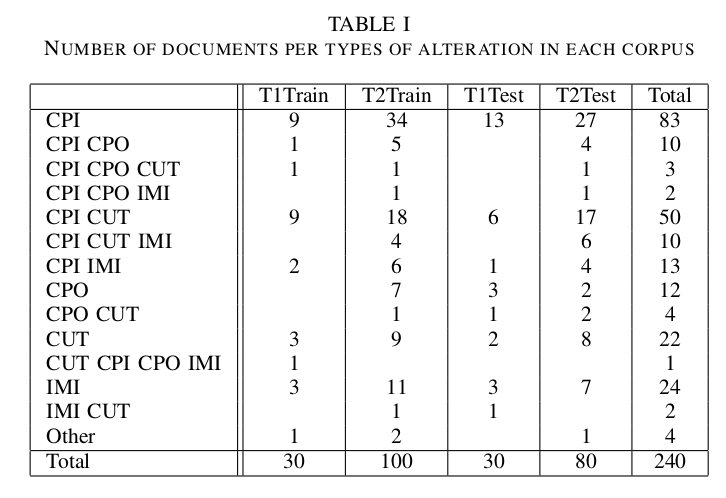 TABLE I
NUMBER OF DOCUMENTS PER TYPES OF ALTERATION IN EACH CORPUS
T1Train T2Train T1Test T2Test Total
CPI 9 34 13 27 83
CPI CPO 1 5 4 10
CPI CPO CUT 1 1 1 3
CPI CPO IMI 1 1 2
CPI CUT 9 18 6 17 50
CPI CUT IMI 4 6 10
CPI IMI 2 6 1 4 13
CPO 7 3 2 12
CPO CUT 1 1 2 4
CUT 3 9 2 8 22
CUT CPI CPO IMI 1 1
IMI 3 11 3 7 24
IMI CUT 1 1 2
Other 1 2 1 4
Total 30 100 30 80 240